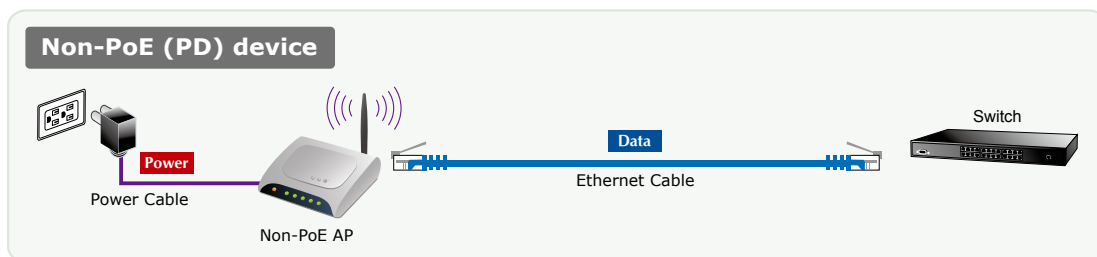 Non-PoE (PD) device
Switch
Data
Power
Ethernet Cable
Power Cable
Non-PoE AP